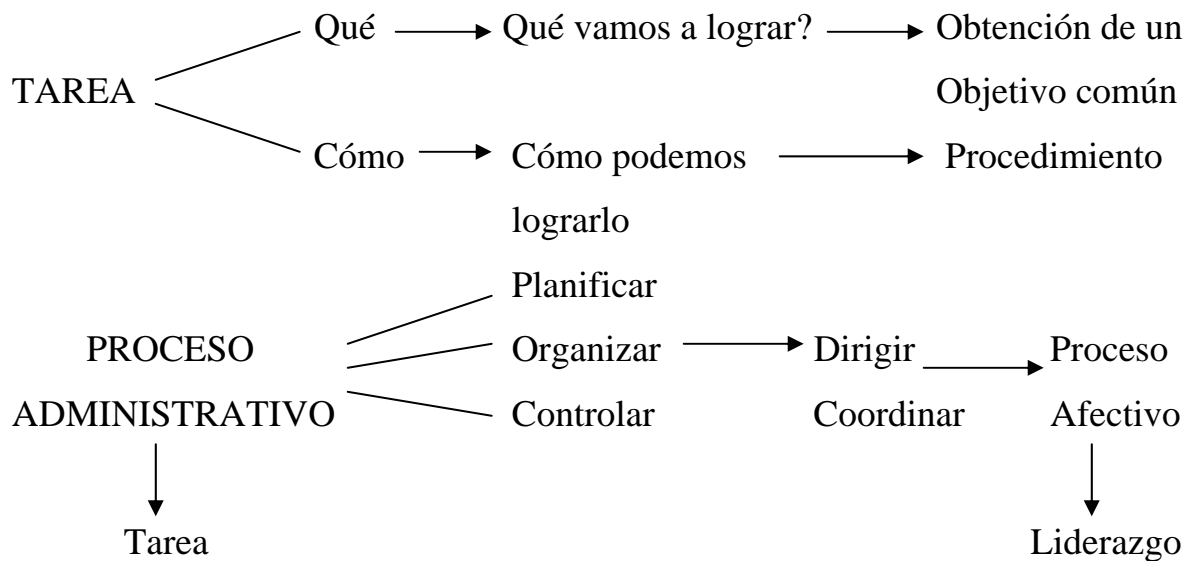 Qué Qué vamos a lograr? Obtención de un
TAREA Objetivo común
Cómo Cómo podemos Procedimiento
lograrlo
Planificar
PROCESO Organizar Dirigir Proceso
ADMINISTRATIVO Controlar Coordinar Afectivo
Tarea Liderazgo